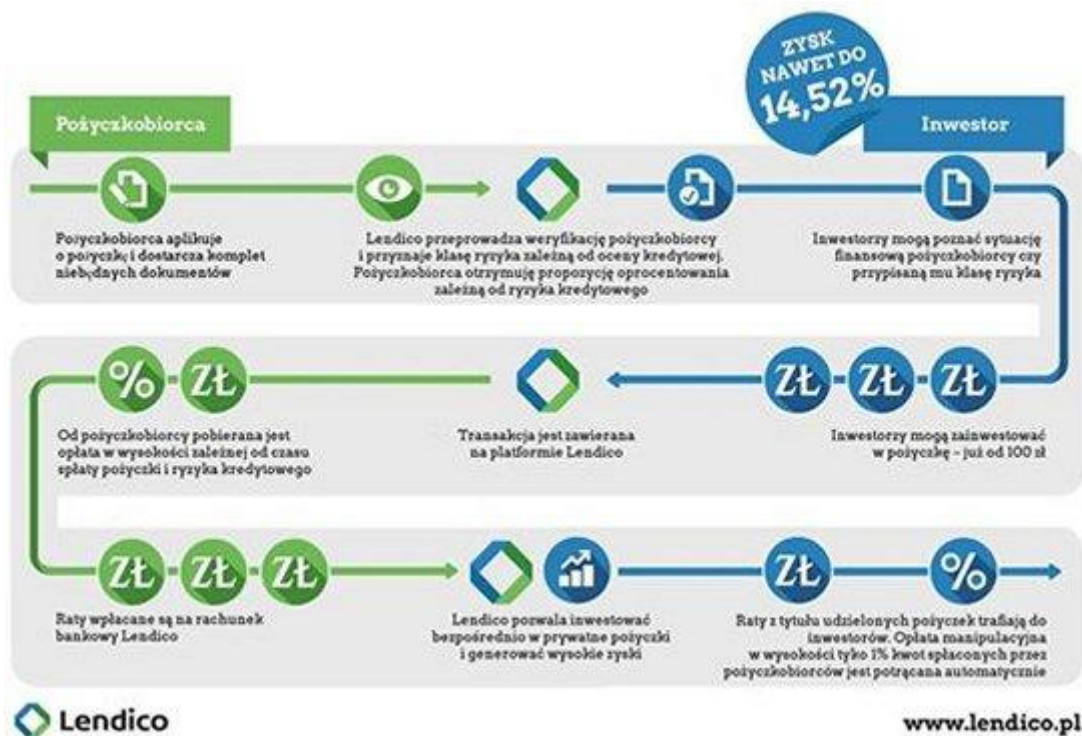 ZYSK
NAWET DO
14,52%
Pożyczkobiorca
Inwestor
Pożyczkobiorca aplikuje
o pożyczkę i dostarcza komplet
niebędnych dokumentów
Lendico przeprowadza weryfikację pożyczkobiorcy
i przyznaje klasę ryzyka zależną od oceny kredytowej.
Pożyczkobiorca otrzymuję propozycję oprocentowania
zależną od ryzyka kredytowego
Inwestorzy mogą poznać sytuację
finansową pożyczkobiorcy czy
przypisaną mu klasę ryzyka
% ZŁ
ZŁ ZŁ ZŁ
Od pożyczkobiorcy pobierana jest
opłata w wysokości zależnej od czasu
spłaty pożyczki i ryzyka kredytowego
Transakcja jest zawierana
na platformie Lendico
Inwestorzy mogą zainwestować
w pożyczkę – już od 100 zł
ZŁ ZŁ ZŁ
ZŁ %
Raty wpłacane są na rachunek
bankowy Lendico
Lendico pozwala inwestować
bezpośrednio w prywatne pożyczki
i generować wysokie zyski
Raty z tytułu udzielonych pożyczek trafiają do
inwestorów. Opłata manipulacyjna
w wysokości tyko 1% kwot spłaconych przez
pożyczkobiorców jest potrącana automatycznie
Lendico
www.lendico.pl